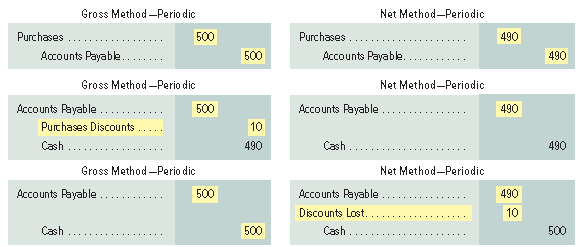 Gross Method—Periodic
Purchases . . . . . . . . . . . . . . . . . . 500
Accounts Payable. . . . . . . . 500
Net Method—Periodic
Purchases . . . . . . . . . . . . . . . . . . 490
Accounts Payable. . . . . . . . . 490
Gross Method—Periodic
Accounts Payable . . . . . . . . . . . . 500
Purchases Discounts . . . . . 10
Cash . . . . . . . . . . . . . . . . . 490
Net Method—Periodic
Accounts Payable . . . . . . . . . . . . 490
Cash . . . . . . . . . . . . . . . . . 490
Gross Method—Periodic
Accounts Payable . . . . . . . . . . . . 500
Cash . . . . . . . . . . . . . . . . . 500
Net Method—Periodic
Accounts Payable . . . . . . . . . . . . 490
Discounts Lost. . . . . . . . . . . . . . . 10
Cash . . . . . . . . . . . . . . . . . 500